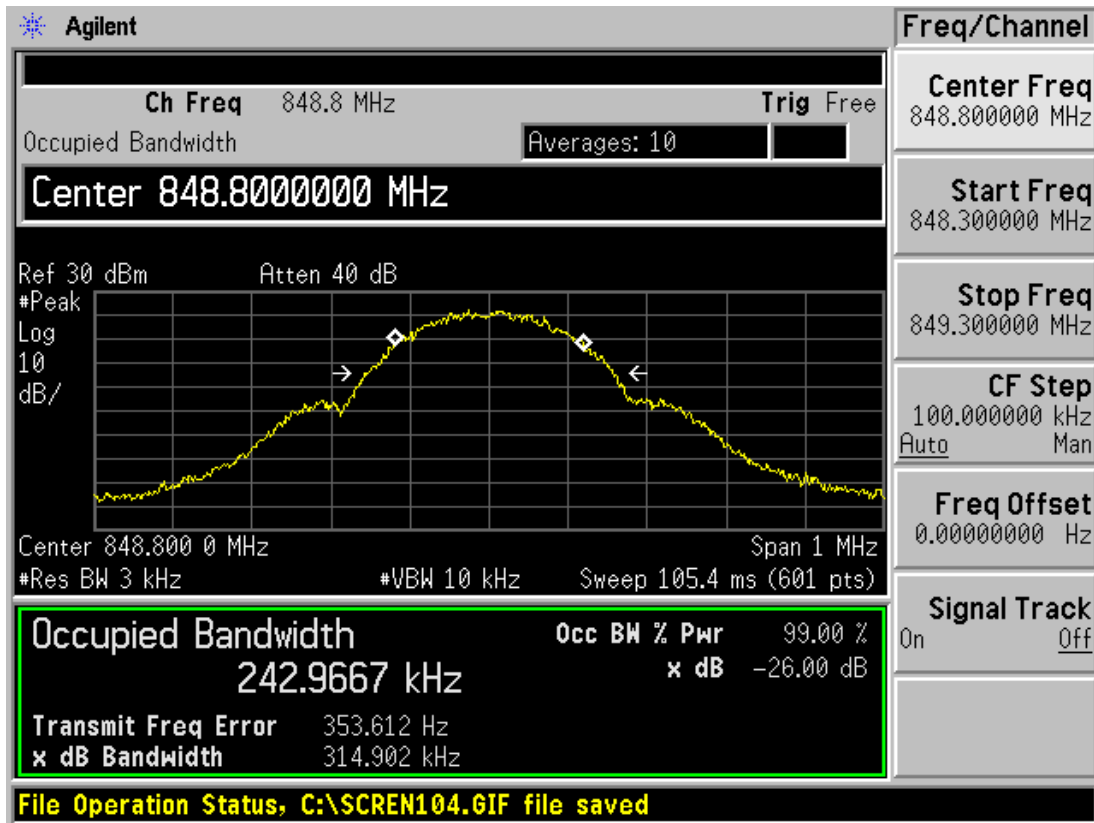 Agilent
Freq/Channel
Ch Freq 848.8 MHz Trig Free
Occupied Bandwidth Averages: 10
Center 848.8000000 MHz
Ref 30 dBm Atten 40 dB
#Peak
Log
10
dB/
Center 848.800 0 MHz Span 1 MHz
#Res BW 3 kHz #VBW 10 kHz Sweep 105.4 ms (601 pts)
Occupied Bandwidth
242.9667 kHz
Occ BW % Pwr 99.00 %
x dB -26.00 dB
Transmit Freq Error 353.612 Hz
x dB Bandwidth 314.902 kHz
File Operation Status, C:\SCREN104.GIF file saved
Center Freq
848.800000 MHz
Start Freq
848.300000 MHz
Stop Freq
849.300000 MHz
CF Step
100.000000 kHz
Auto Man
Freq Offset
0.00000000 Hz
Signal Track
On Off